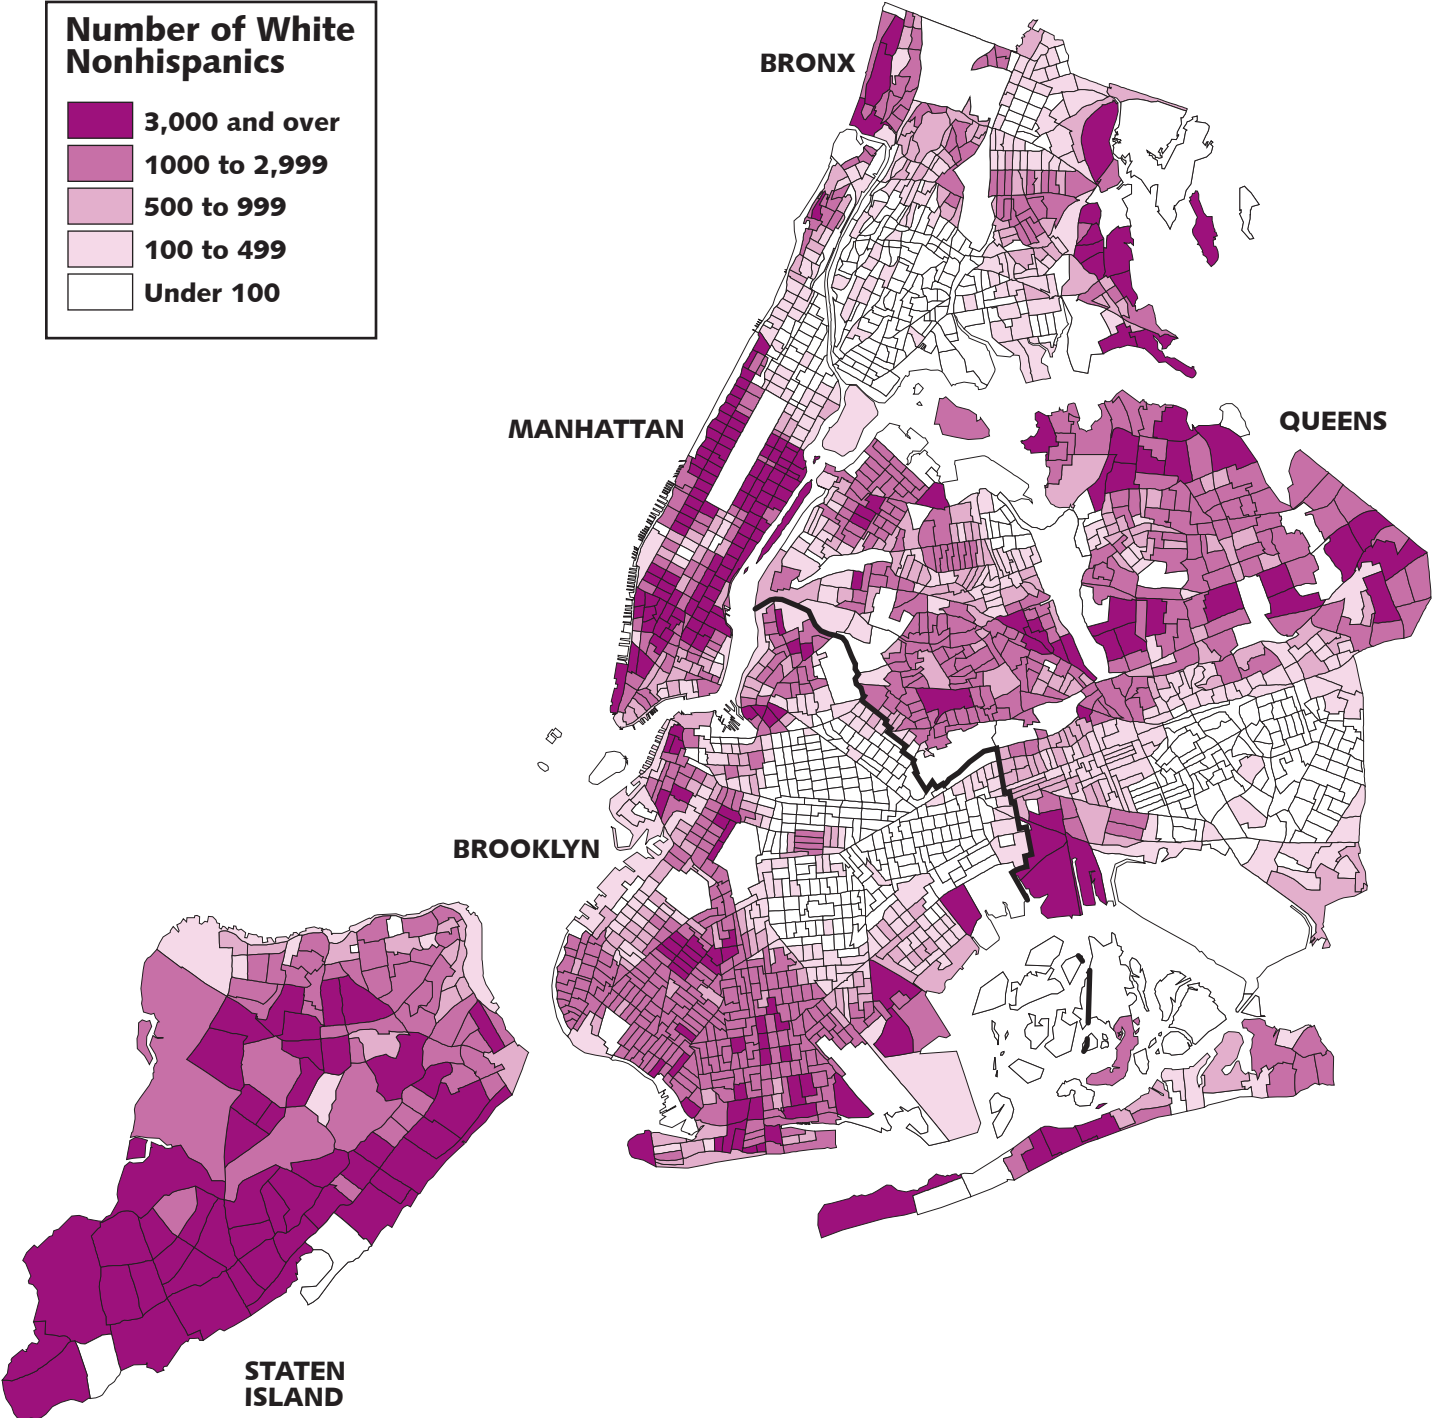 Number of White
Nonhispanics
3,000 and over
1000 to 2,999
500 to 999
100 to 499
Under 100
BRONX
MANHATTAN
QUEENS
BROOKLYN
STATEN
ISLAND